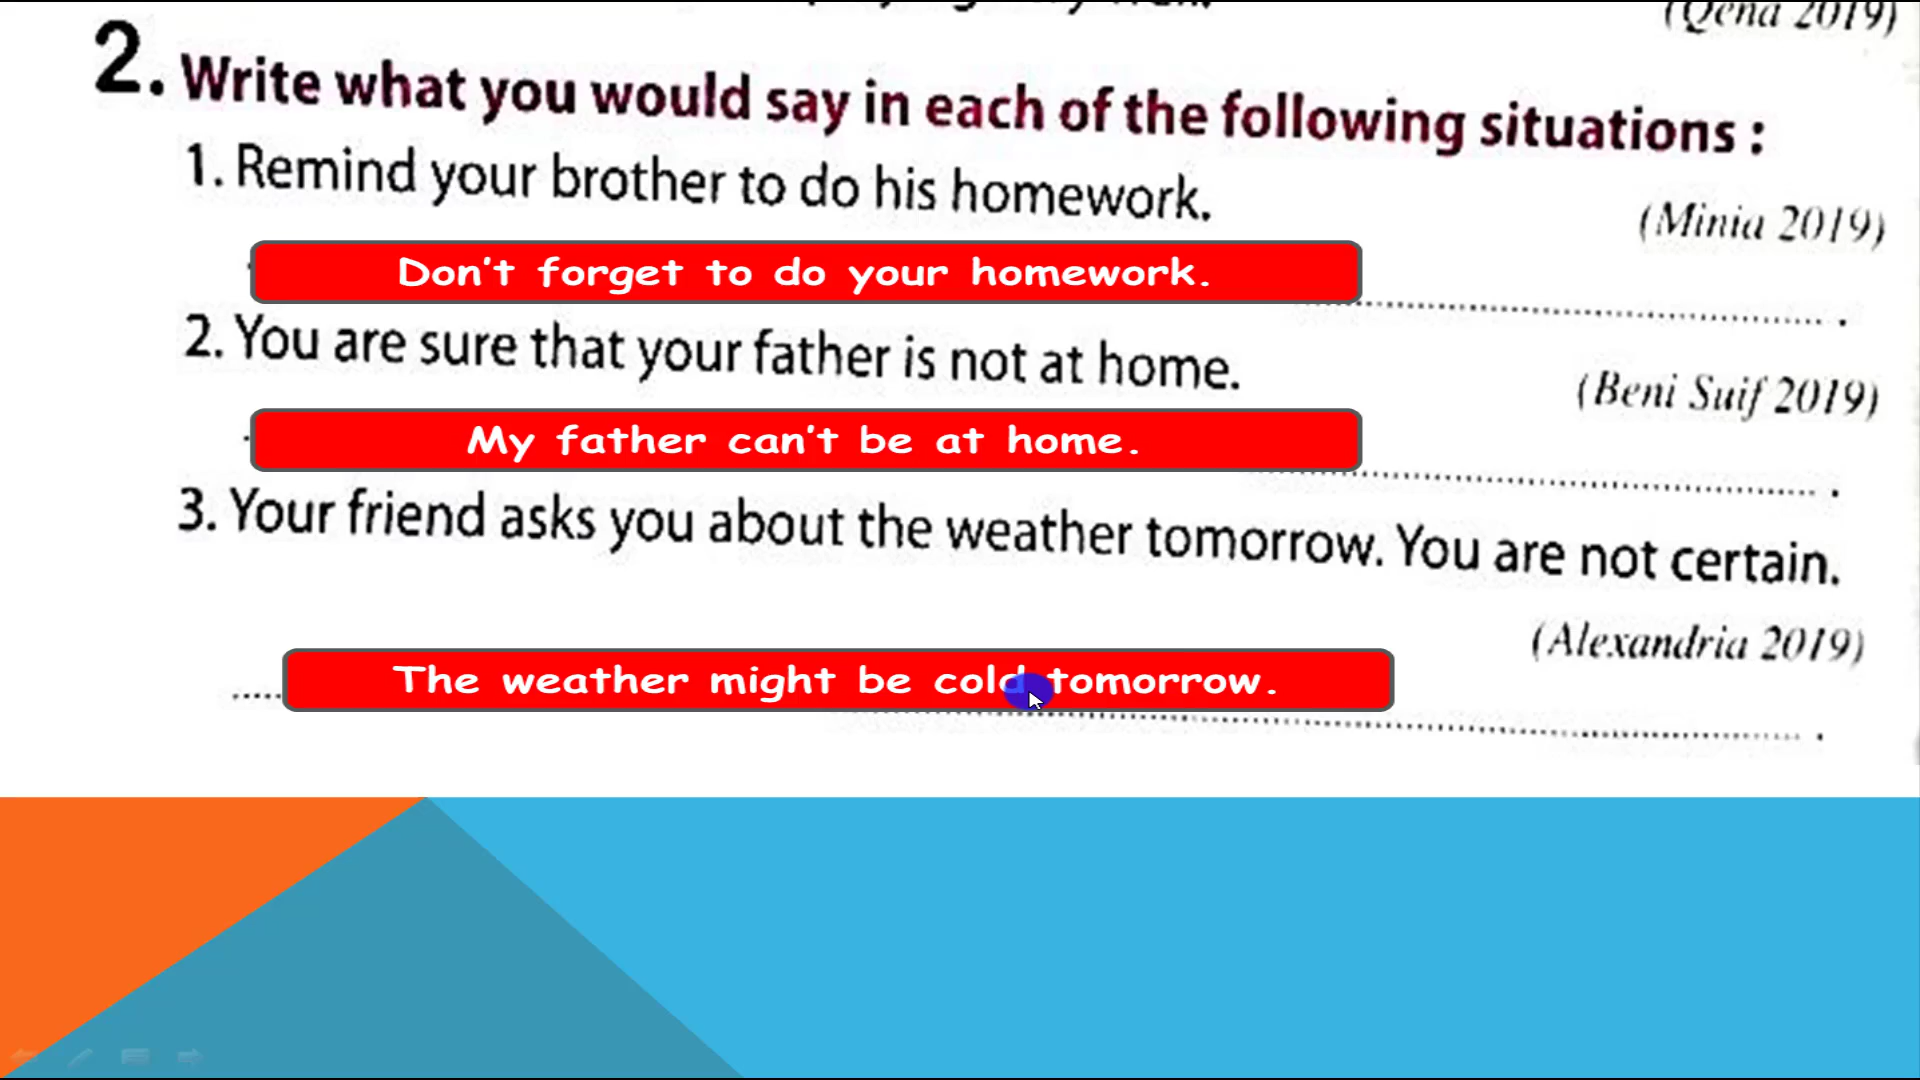 (Qena 2019)
2. Write what you would say in each of the following situations :
1. Remind your brother to do his homework.
(Minia 2019)
Don't forget to do your homework.
2. You are sure that your father is not at home.
(Beni Suif 2019)
My father can't be at home.
3. Your friend asks you about the weather tomorrow. You are not certain.
(Alexandria 2019)
The weather might be cold tomorrow.